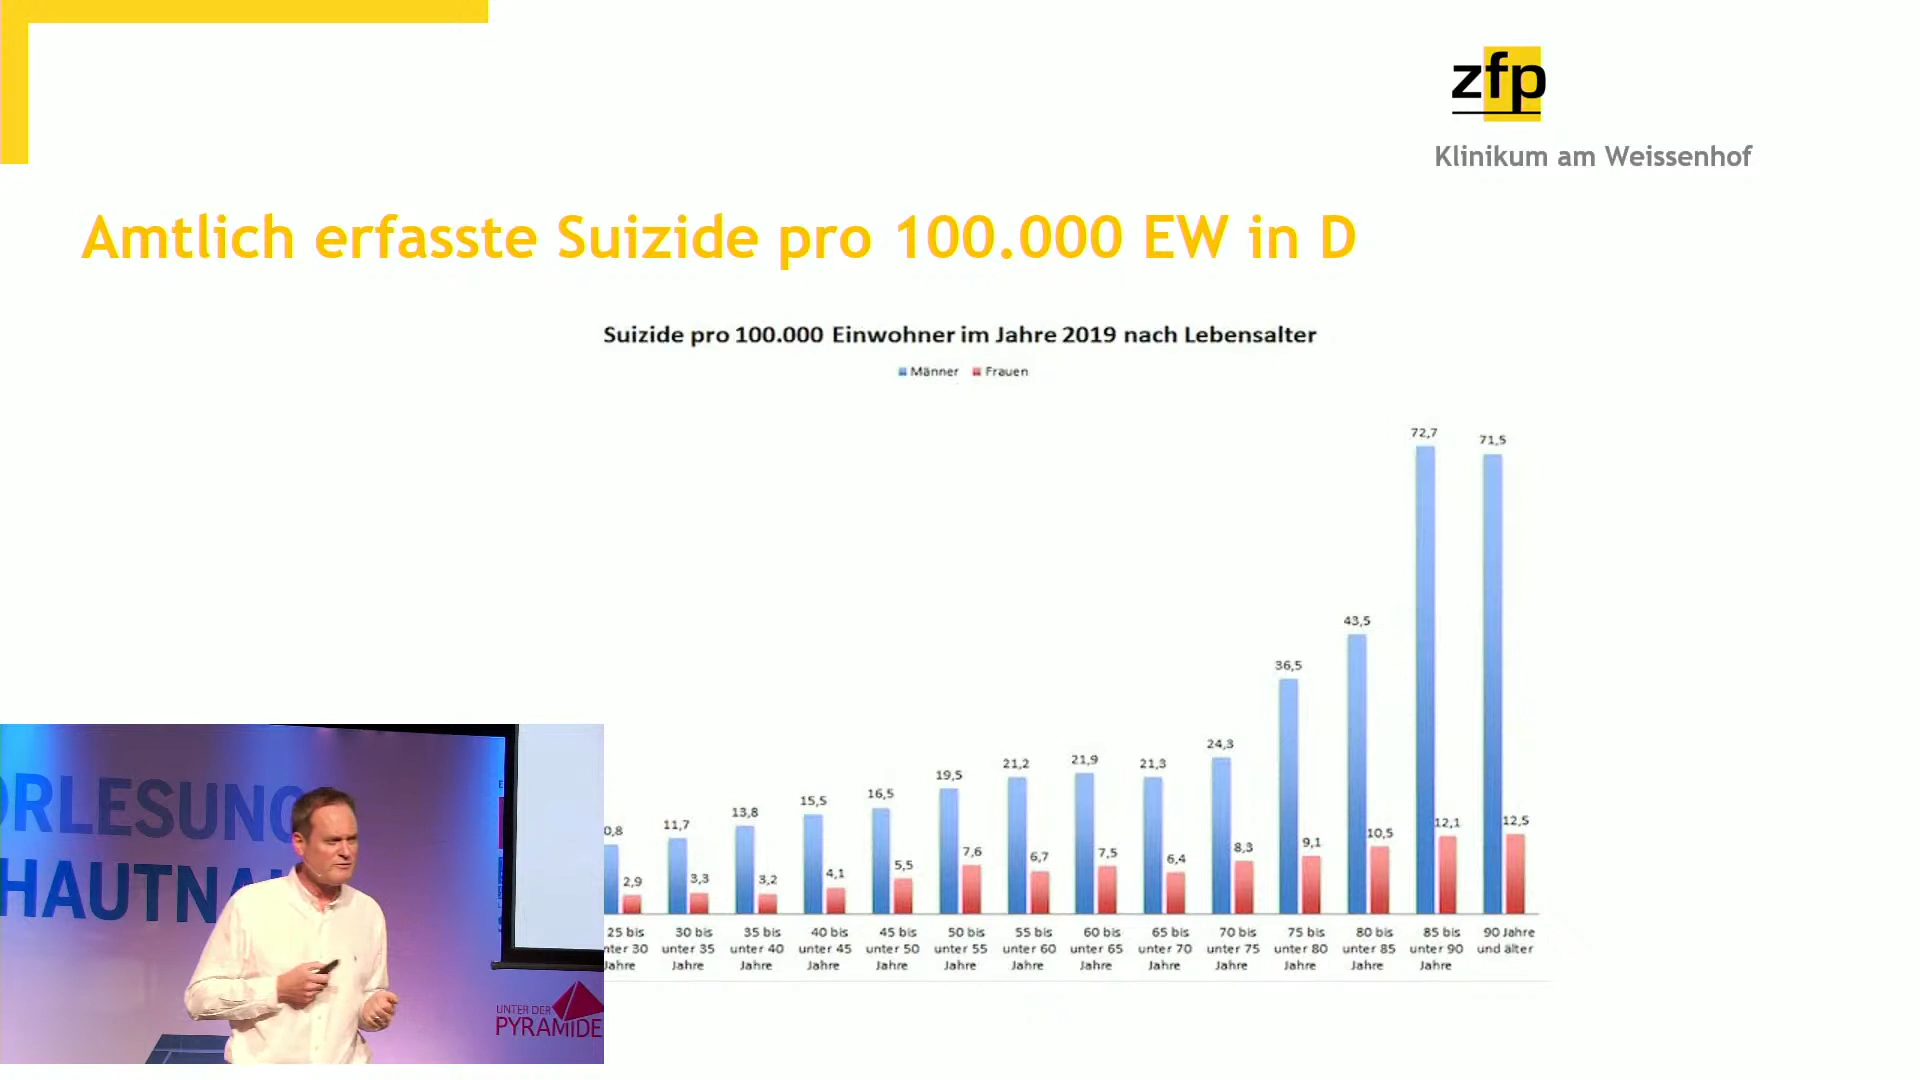 zfp
Klinikum am Weissenhof
Amtlich erfasste Suizide pro 100.000 EW in D
Suizide pro 100.000 Einwohner im Jahre 2019 nach Lebensalter
Männer Frauen
72,7 71,5
43,5
36,5
24,3
21,2 21,9 21,3
19,5
16,5
15,5
13,8
11,7
0,8
12,1 12,5
10,5
9,1
8,3
7,6 6,7 7,5 6,4
5,5
4,1
2,9 3,3 3,2
25 bis 30 bis 35 bis 40 bis 45 bis 50 bis 55 bis 60 bis 65 bis 70 bis 75 bis 80 bis 85 bis 90 Jahre
nter 30 unter 35 unter 40 unter 45 unter 50 unter 55 unter 60 unter 65 unter 70 unter 75 unter 80 unter 85 unter 90 und älter
Jahre Jahre Jahre Jahre Jahre Jahre Jahre Jahre Jahre Jahre Jahre Jahre Jahre
ORLESUNG
HAUTNA
UNTER DER
PYRAMIDE